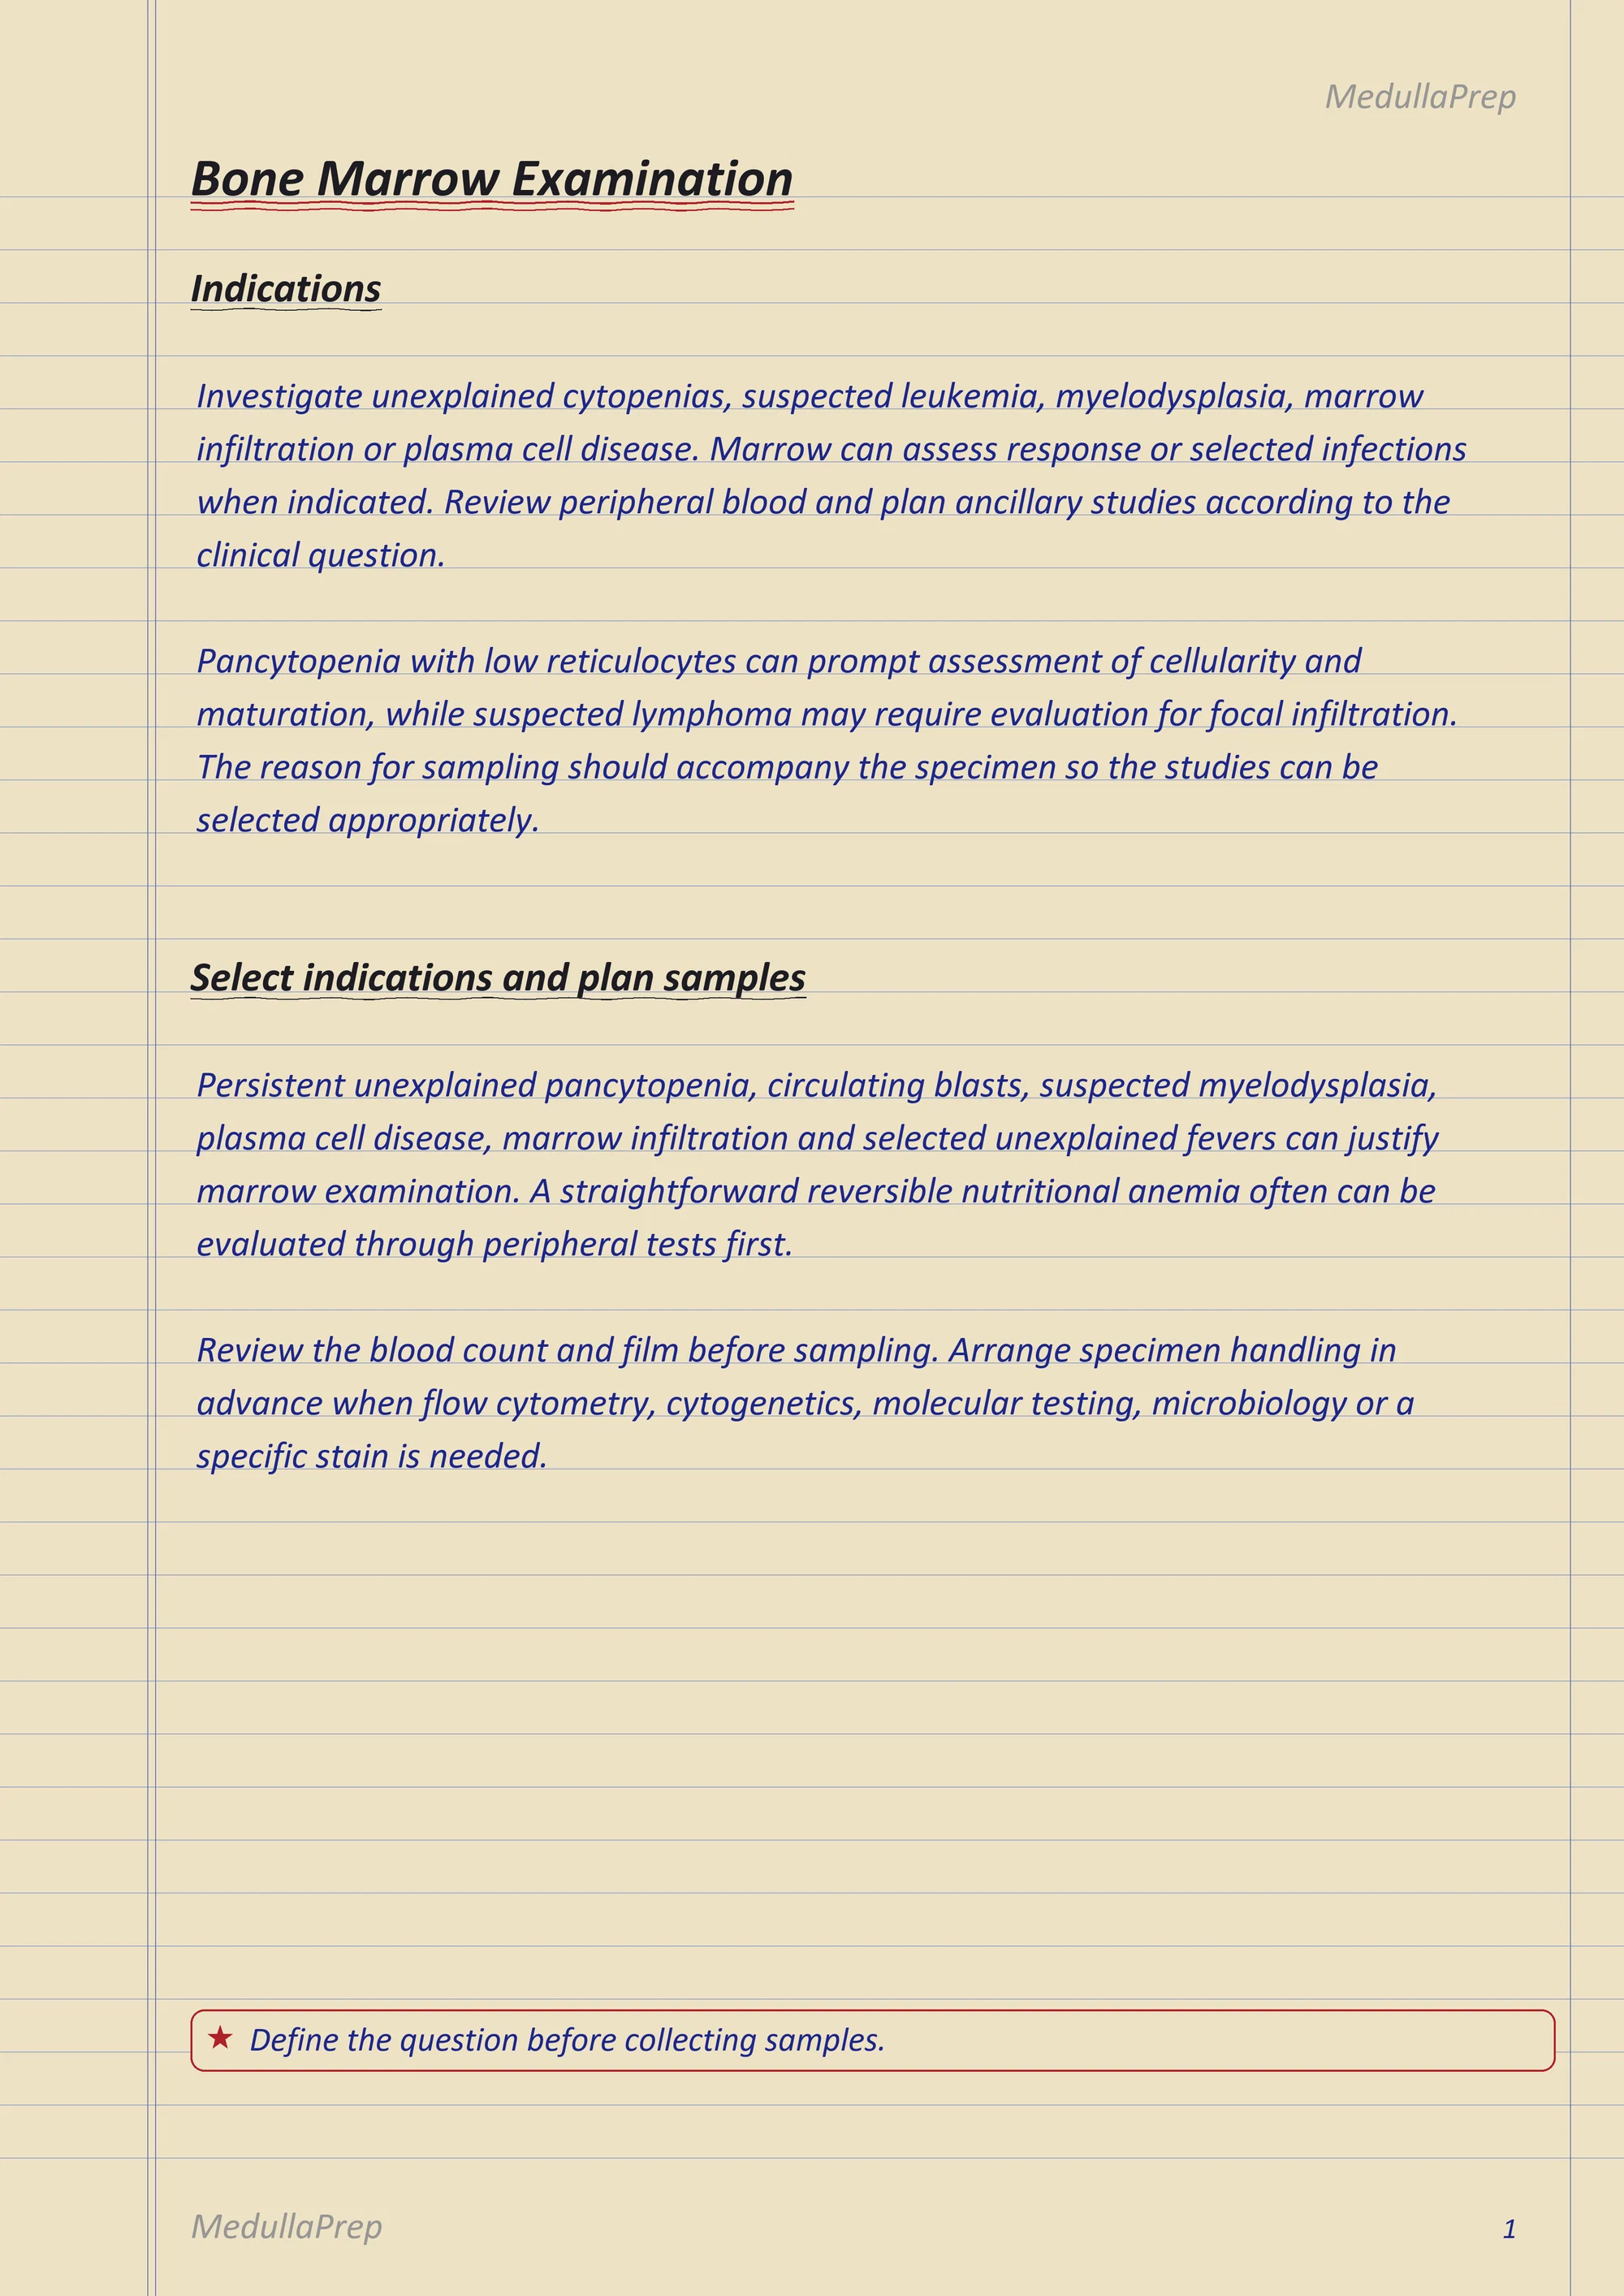 MedullaPrep
Bone Marrow Examination
Indications
Investigate unexplained cytopenias, suspected leukemia, myelodysplasia, marrow
infiltration or plasma cell disease. Marrow can assess response or selected infections
when indicated. Review peripheral blood and plan ancillary studies according to the
clinical question.
Pancytopenia with low reticulocytes can prompt assessment of cellularity and
maturation, while suspected lymphoma may require evaluation for focal infiltration.
The reason for sampling should accompany the specimen so the studies can be
selected appropriately.
Select indications and plan samples
Persistent unexplained pancytopenia, circulating blasts, suspected myelodysplasia,
plasma cell disease, marrow infiltration and selected unexplained fevers can justify
marrow examination. A straightforward reversible nutritional anemia often can be
evaluated through peripheral tests first.
Review the blood count and film before sampling. Arrange specimen handling in
advance when flow cytometry, cytogenetics, molecular testing, microbiology or a
specific stain is needed.
★ Define the question before collecting samples.
MedullaPrep
1